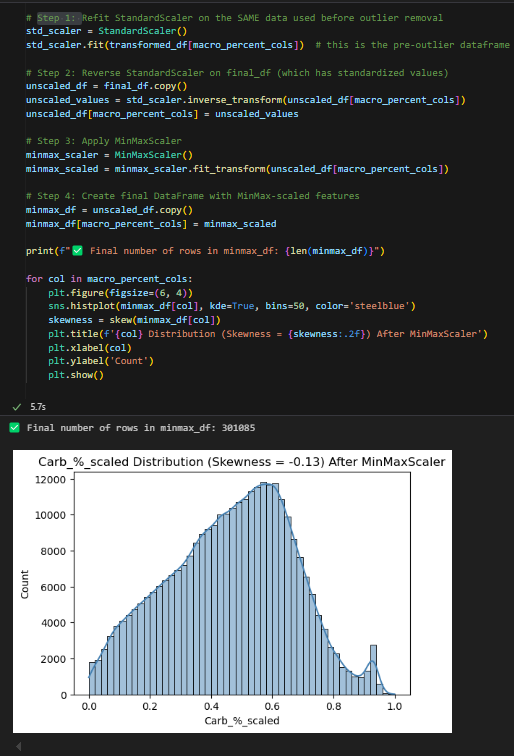 # Step 1: Refit StandardScaler on the SAME data used before outlier removal
std_scaler = StandardScaler()
std_scaler.fit(transformed_df[macro_percent_cols])  # this is the pre-outlier dataframe
# Step 2: Reverse StandardScaler on final_df (which has standardized values)
unscaled_df = final_df.copy()
unscaled_values = std_scaler.inverse_transform(unscaled_df[macro_percent_cols])
unscaled_df[macro_percent_cols] = unscaled_values
# Step 3: Apply MinMaxScaler
minmax_scaler = MinMaxScaler()
minmax_scaled = minmax_scaler.fit_transform(unscaled_df[macro_percent_cols])
# Step 4: Create final DataFrame with MinMax-scaled features
minmax_df = unscaled_df.copy()
minmax_df[macro_percent_cols] = minmax_scaled
print(f"✅ Final number of rows in minmax_df: {len(minmax_df)}")
for col in macro_percent_cols:
    plt.figure(figsize=(6, 4))
    sns.histplot(minmax_df[col], kde=True, bins=50, color='steelblue')
    skewness = skew(minmax_df[col])
    plt.title(f'{col} Distribution (Skewness = {skewness:.2f}) After MinMaxScaler')
    plt.xlabel(col)
    plt.ylabel('Count')
    plt.show()
✓ 5.7s
✅ Final number of rows in minmax_df: 301085
Carb_%_scaled Distribution (Skewness = -0.13) After MinMaxScaler
12000
10000
8000
6000
4000
2000
0
Count
0.0 0.2 0.4 0.6 0.8 1.0
Carb_%_scaled